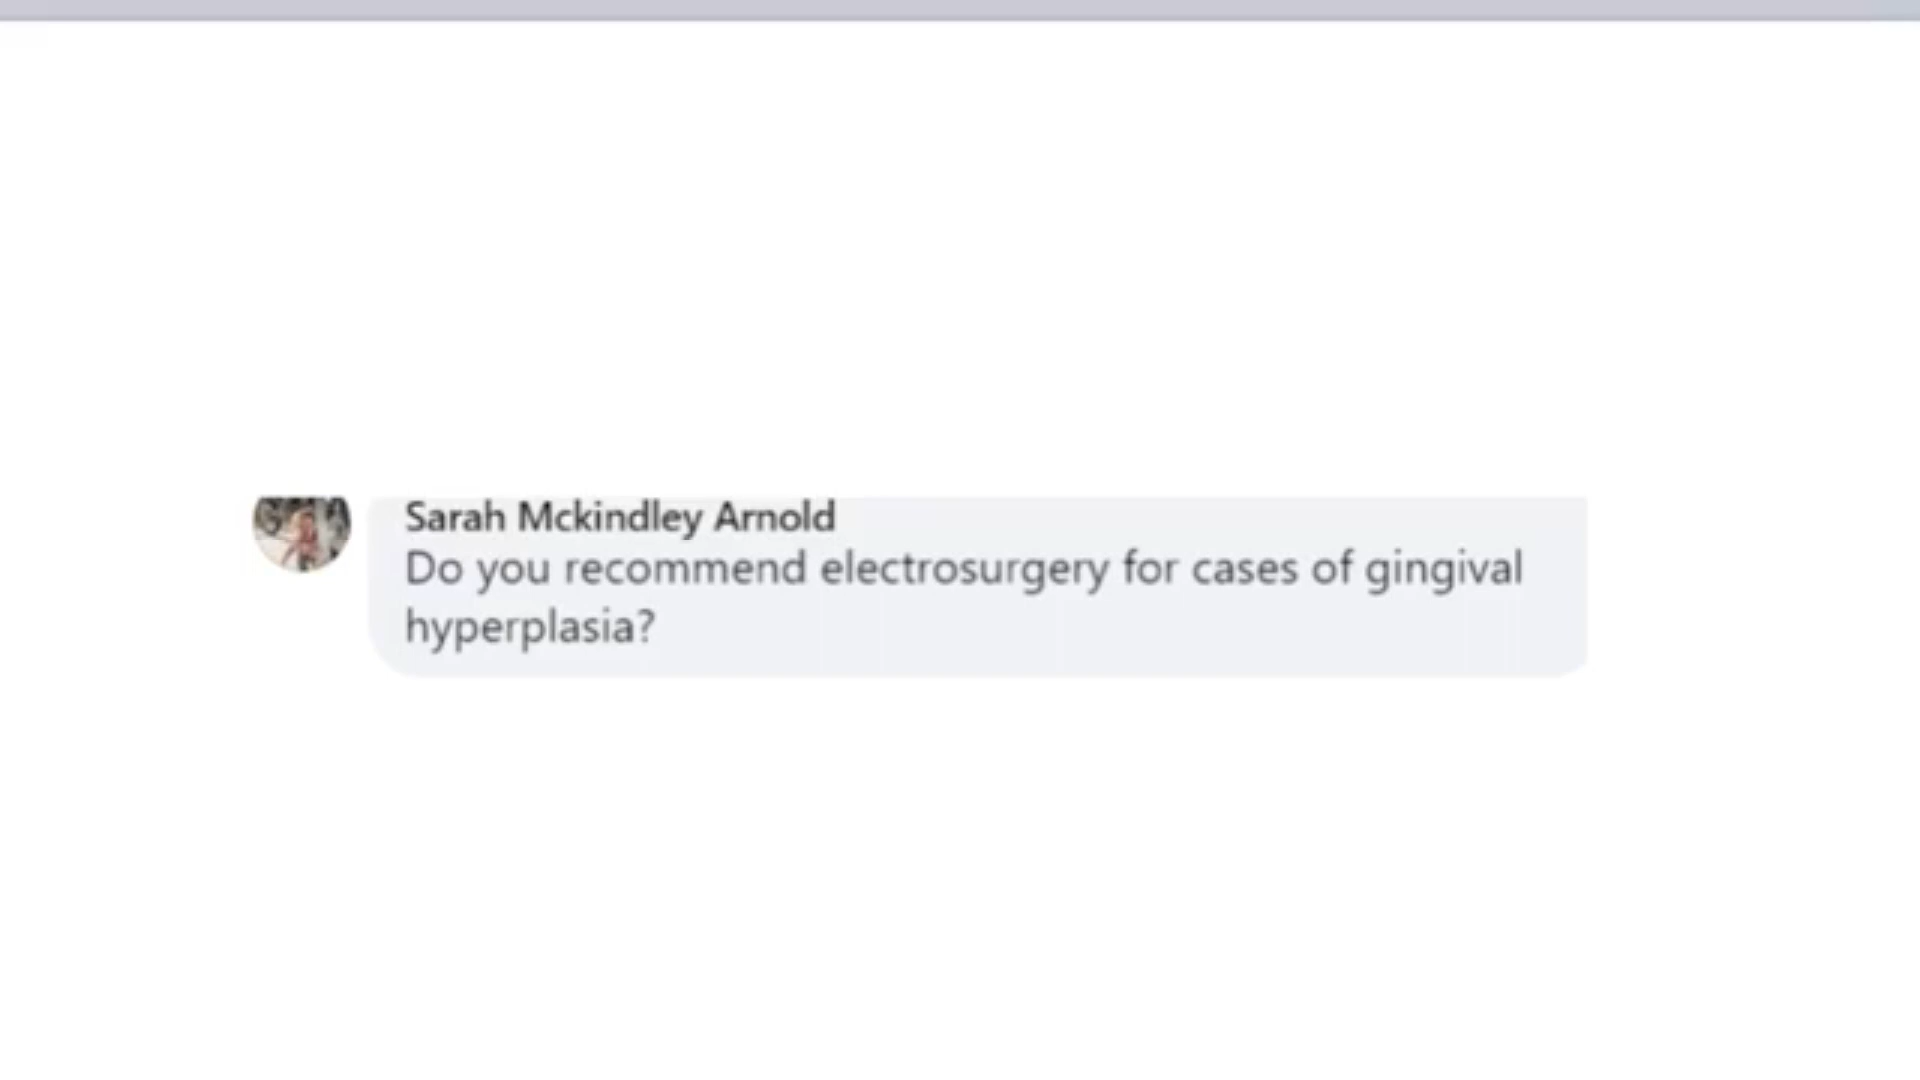 Sarah Mckindley Arnold
Do you recommend electrosurgery for cases of gingival
hyperplasia?